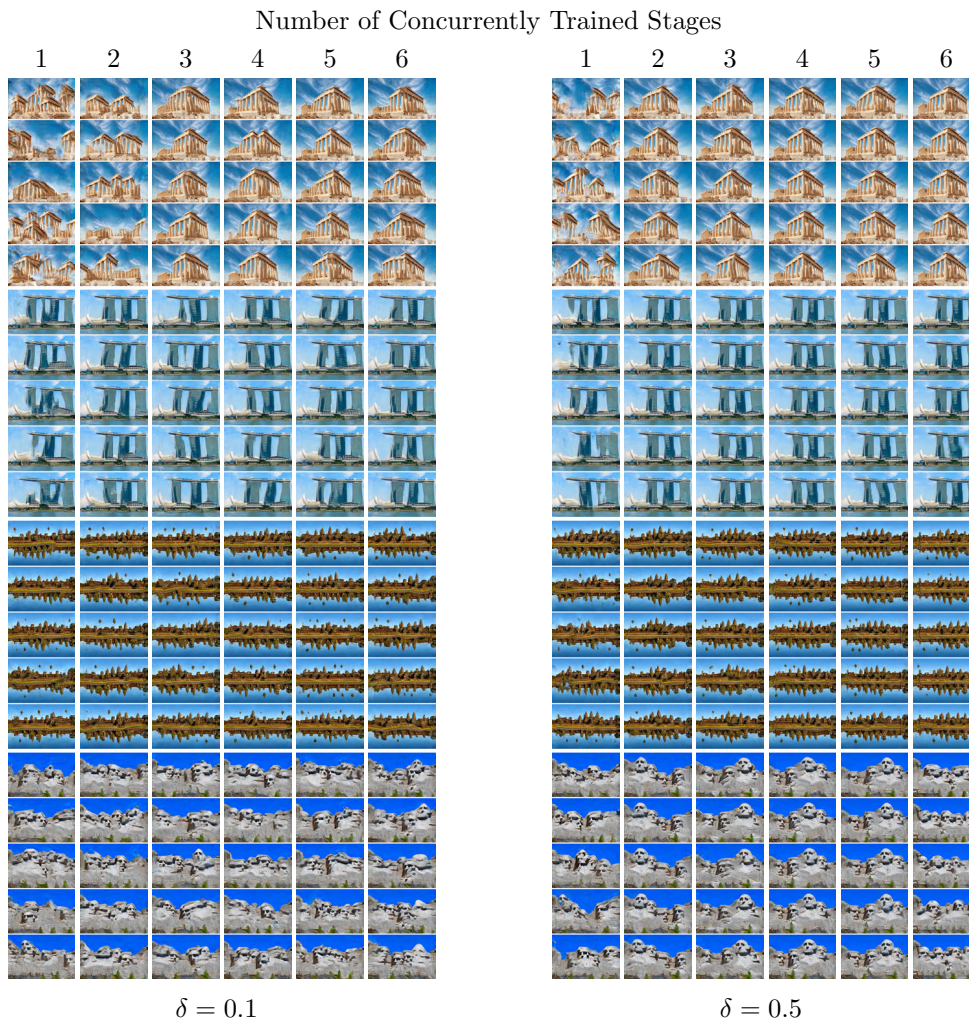 Number of Concurrently Trained Stages
1 2 3 4 5 6 1 2 3 4 5 6
δ = 0.1 δ = 0.5